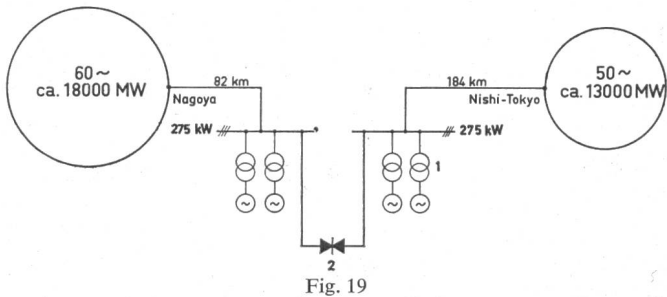 60~
ca. 18000 MW
82 km
Nagoya
275 kW
184 km
Nishi-Tokyo
50~
ca. 13000 MW
275 kW
1
~
~
~
~
2
Fig. 19